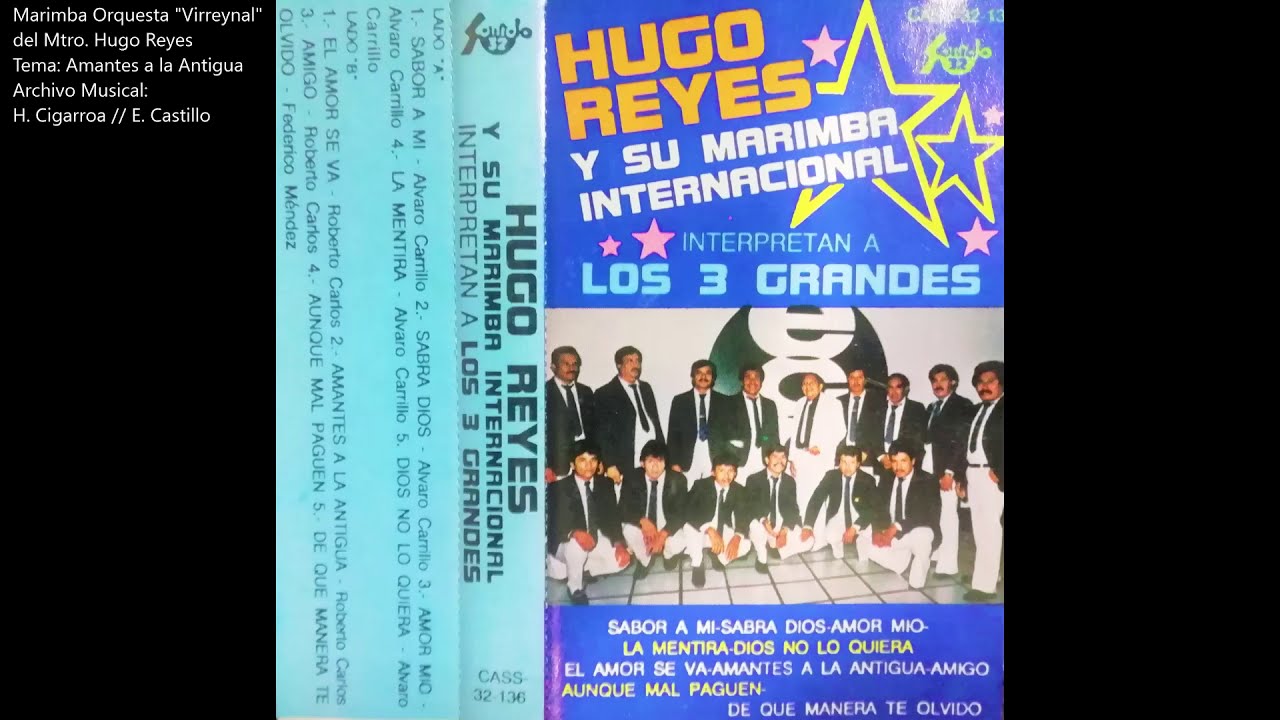 Marimba Orquesta "Virreynal"
del Mtro. Hugo Reyes
Tema: Amantes a la Antigua
Archivo Musical:
H. Cigarroa // E. Castillo
LADO "A"
1.- SABOR A MI - Alvaro Carrillo 2.- SABRA DIOS - Alvaro Carrillo 3.- AMOR MIO -
Alvaro Carrillo 4.- LA MENTIRA - Alvaro Carrillo 5. DIOS NO LO QUIERA - Alvaro
Carrillo
LADO "B"
1.- EL AMOR SE VA - Roberto Carlos 2.- AMANTES A LA ANTIGUA - Roberto Carlos
3.- AMIGO - Roberto Carlos 4.- AUNQUE MAL PAGUEN 5.- DE QUE MANERA TE
OLVIDO - Federico Méndez
32
HUGO REYES
Y SU MARIMBA INTERNACIONAL
INTERPRETAN A LOS 3 GRANDES
CASS-
32-136
CASS-32-13
32
HUGO
REYES
Y SU MARIMBA
INTERNACIONAL
INTERPRETAN A
LOS 3 GRANDES
SABOR A MI-SABRA DIOS-AMOR MIO-
LA MENTIRA-DIOS NO LO QUIERA
EL AMOR SE VA-AMANTES A LA ANTIGUA-AMIGO
AUNQUE MAL PAGUEN-
DE QUE MANERA TE OLVIDO